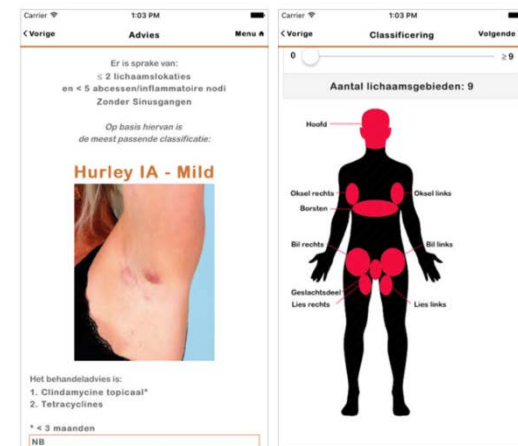 Carrier 1:03 PM
< Vorige Advies Menu
Er is sprake van:
≤ 2 lichaamslokaties
en < 5 abcessen/inflammatoire nodi
Zonder Sinusgangen
Op basis hiervan is
de meest passende classificatie:
Hurley IA - Mild
Het behandeladvies is:
1. Clindamycine topicaal*
2. Tetracyclines
* < 3 maanden
NB
Carrier 1:03 PM
< Vorige Classificering Volgende
0 ≥ 9
Aantal lichaamsgebieden: 9
Hoofd
Oksel rechts Oksel links
Borsten
Bil rechts Bil links
Geslachtsdeel
Lies rechts Lies links